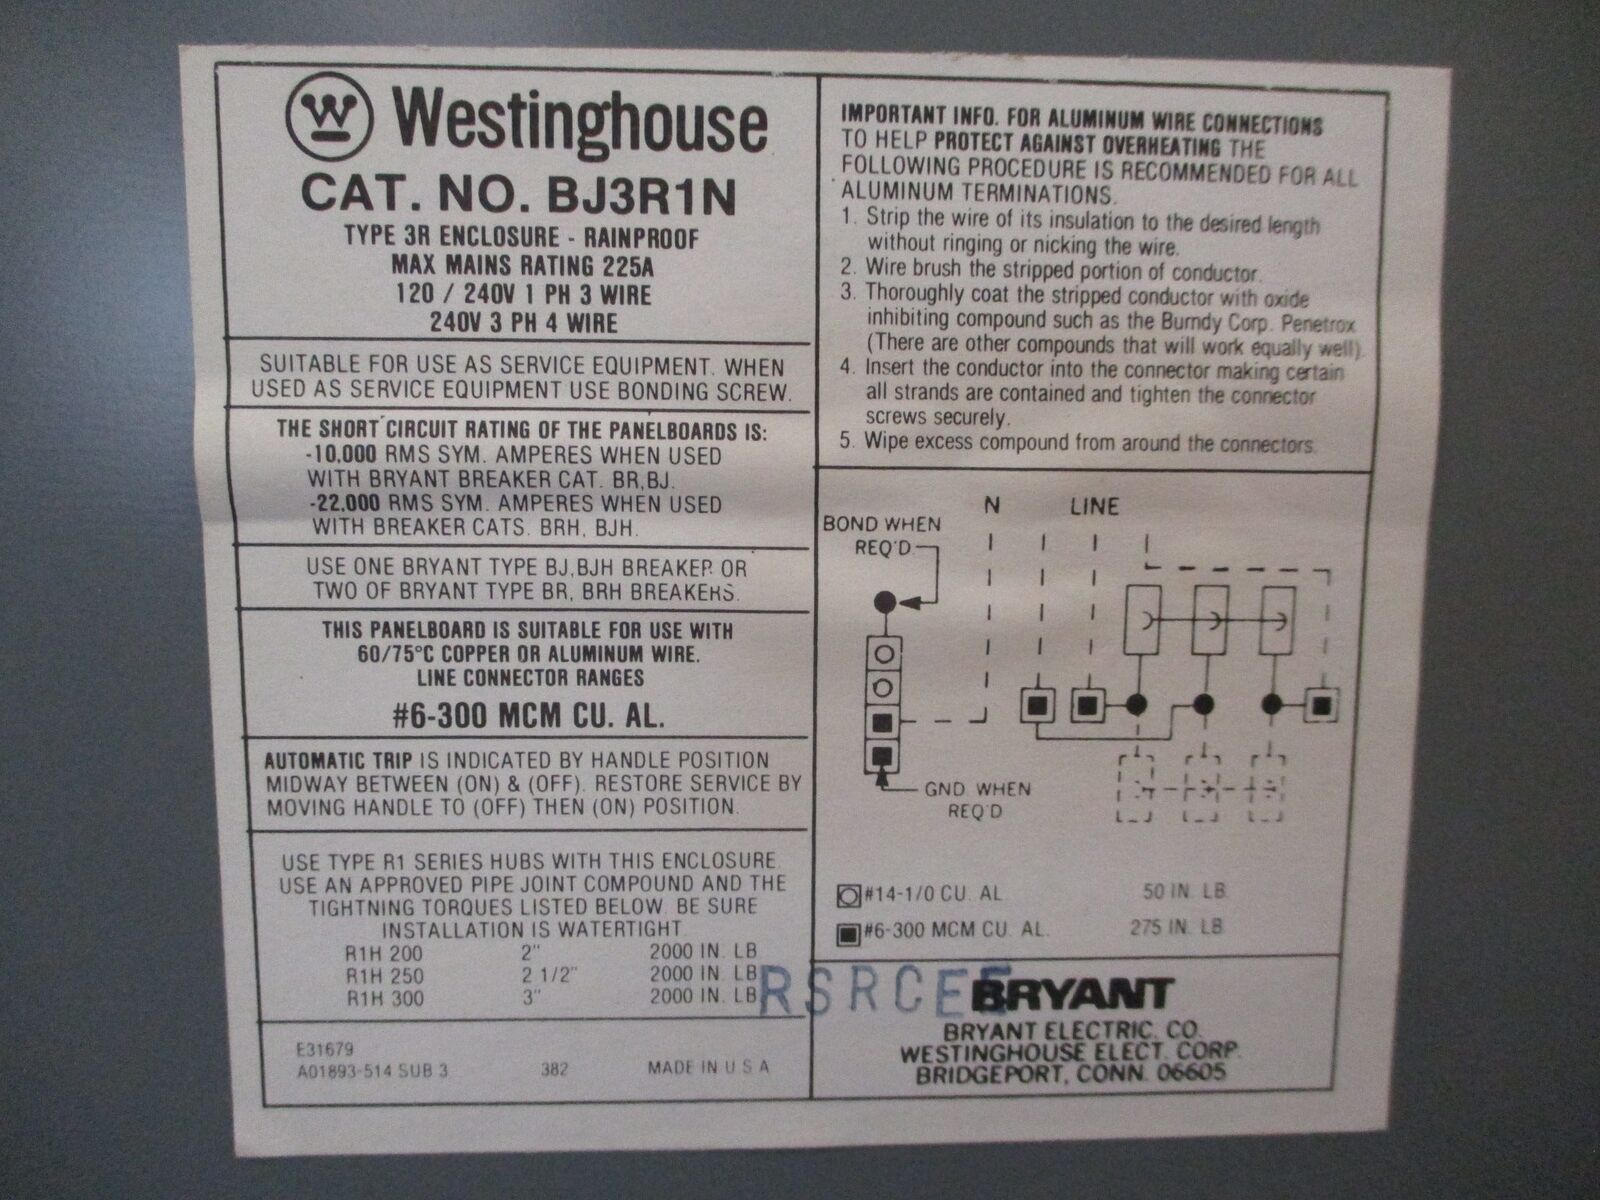 W Westinghouse
CAT. NO. BJ3R1N
TYPE 3R ENCLOSURE - RAINPROOF
MAX MAINS RATING 225A
120 / 240V 1 PH 3 WIRE
240V 3 PH 4 WIRE
SUITABLE FOR USE AS SERVICE EQUIPMENT. WHEN
USED AS SERVICE EQUIPMENT USE BONDING SCREW.
THE SHORT CIRCUIT RATING OF THE PANELBOARDS IS:
-10,000 RMS SYM. AMPERES WHEN USED
WITH BRYANT BREAKER CAT. BR,BJ.
-22,000 RMS SYM. AMPERES WHEN USED
WITH BREAKER CATS. BRH, BJH.
USE ONE BRYANT TYPE BJ,BJH BREAKER OR
TWO OF BRYANT TYPE BR, BRH BREAKERS.
THIS PANELBOARD IS SUITABLE FOR USE WITH
60/75°C COPPER OR ALUMINUM WIRE.
LINE CONNECTOR RANGES
#6-300 MCM CU. AL.
AUTOMATIC TRIP IS INDICATED BY HANDLE POSITION
MIDWAY BETWEEN (ON) & (OFF). RESTORE SERVICE BY
MOVING HANDLE TO (OFF) THEN (ON) POSITION.
USE TYPE R1 SERIES HUBS WITH THIS ENCLOSURE.
USE AN APPROVED PIPE JOINT COMPOUND AND THE
TIGHTNING TORQUES LISTED BELOW. BE SURE
INSTALLATION IS WATERTIGHT
R1H 200 2" 2000 IN. LB
R1H 250 2 1/2" 2000 IN. LB
R1H 300 3" 2000 IN. LB
E31679
A01893-514 SUB 3 382 MADE IN U S A
IMPORTANT INFO. FOR ALUMINUM WIRE CONNECTIONS
TO HELP PROTECT AGAINST OVERHEATING THE
FOLLOWING PROCEDURE IS RECOMMENDED FOR ALL
ALUMINUM TERMINATIONS.
1. Strip the wire of its insulation to the desired length
without ringing or nicking the wire.
2. Wire brush the stripped portion of conductor.
3. Thoroughly coat the stripped conductor with oxide
inhibiting compound such as the Burndy Corp. Penetrox
(There are other compounds that will work equally well)
4. Insert the conductor into the connector making certain
all strands are contained and tighten the connector
screws securely.
5. Wipe excess compound from around the connectors.
N LINE
BOND WHEN
REQ'D
GND WHEN
REQ'D
#14-1/0 CU. AL. 50 IN. LB
#6-300 MCM CU. AL. 275 IN. LB
RSRCEE
BRYANT
BRYANT ELECTRIC. CO.
WESTINGHOUSE ELECT. CORP.
BRIDGEPORT, CONN. 06605